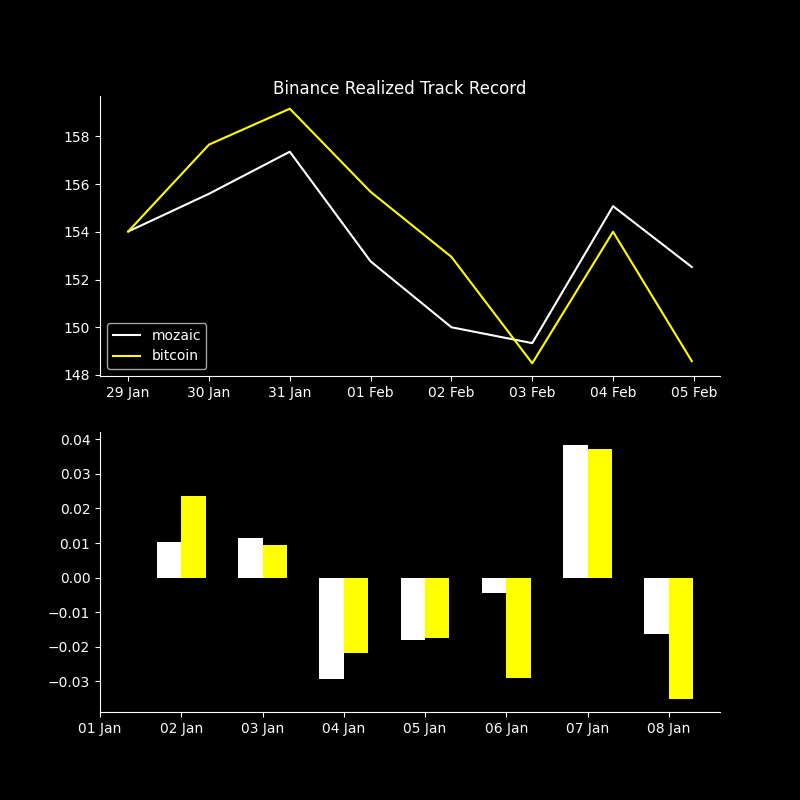 Binance Realized Track Record
158
156
154
152
150
148
mozaic
bitcoin
29 Jan 30 Jan 31 Jan 01 Feb 02 Feb 03 Feb 04 Feb 05 Feb
0.04
0.03
0.02
0.01
0.00
−0.01
−0.02
−0.03
01 Jan 02 Jan 03 Jan 04 Jan 05 Jan 06 Jan 07 Jan 08 Jan